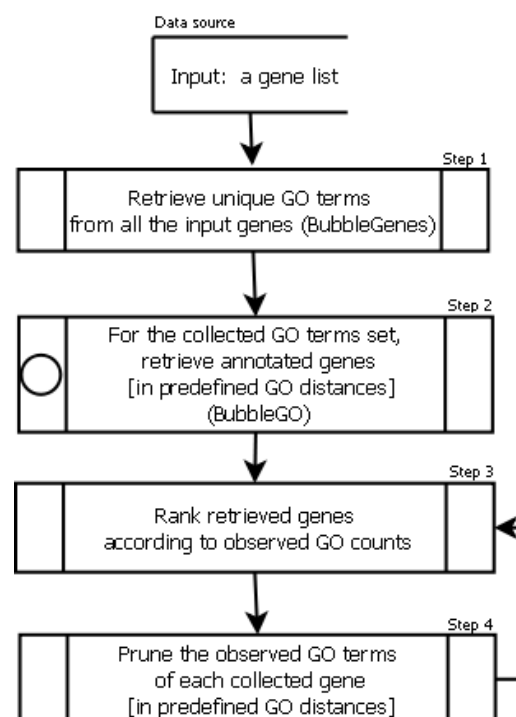 Data source
Input:  a gene list
Step 1
Retrieve unique GO terms
from all the input genes (BubbleGenes)
Step 2
For the collected GO terms set,
retrieve annotated genes
[in predefined GO distances]
(BubbleGO)
Step 3
Rank retrieved genes
according to observed GO counts
Step 4
Prune the observed GO terms
of each collected gene
[in predefined GO distances]